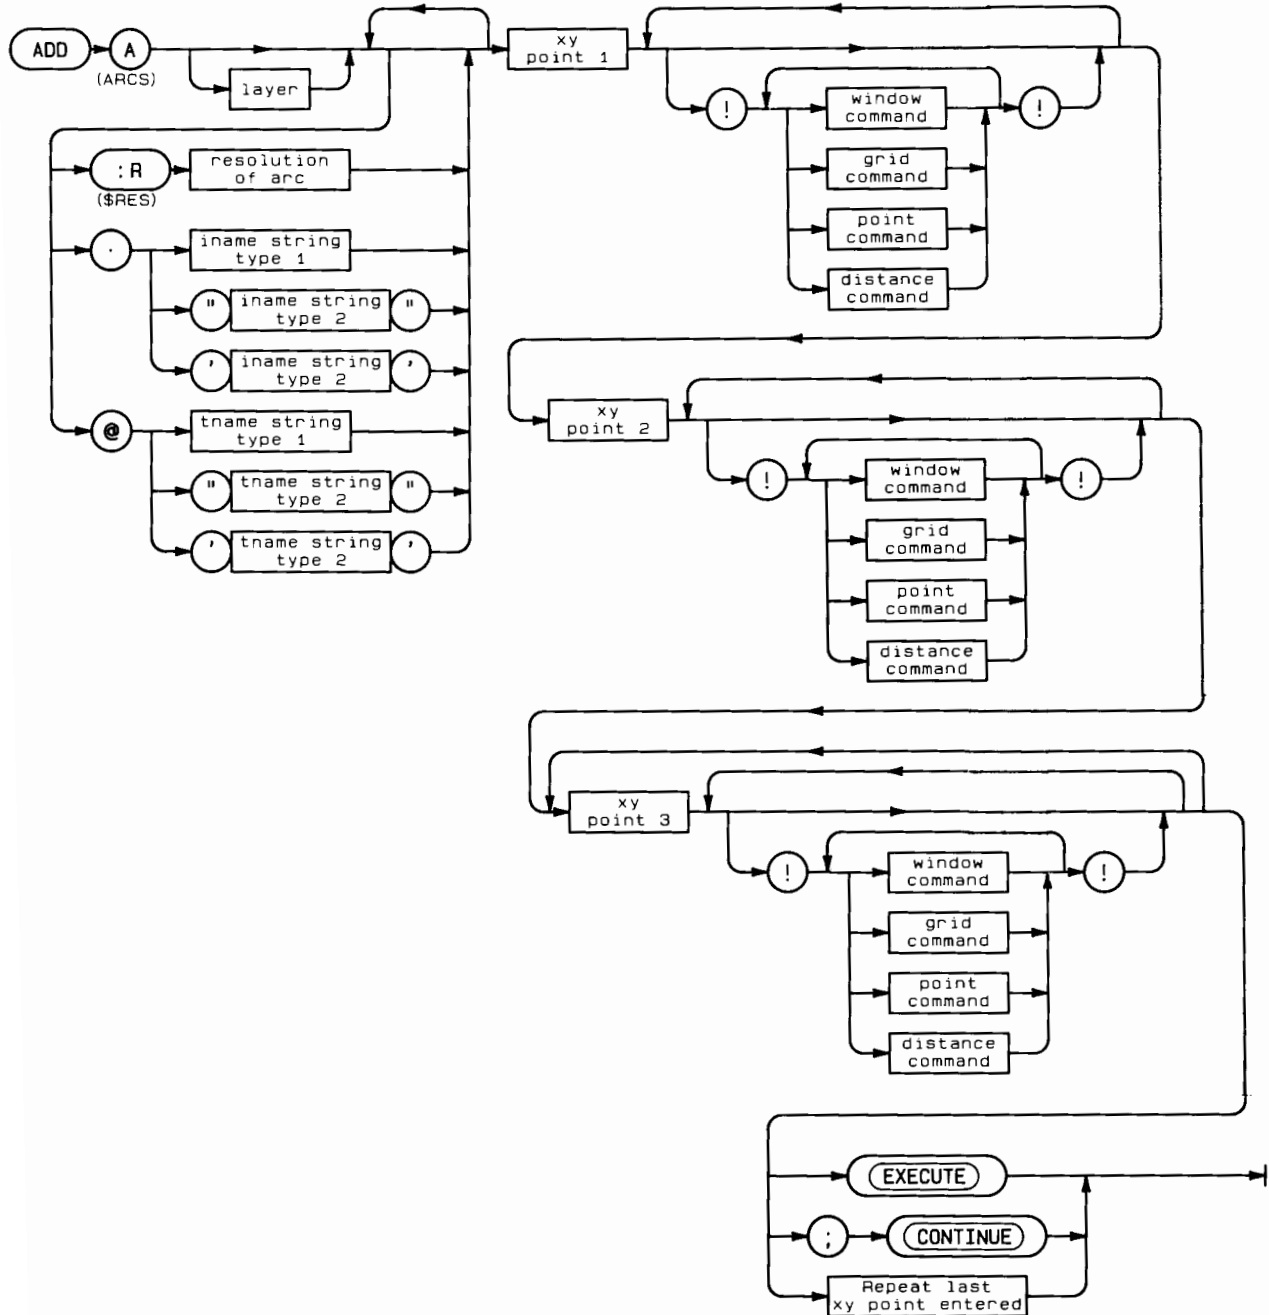 ADD
A
(ARCS)
layer
:R
($RES)
resolution
of arc
.
iname string
type 1
"
iname string
type 2
"
'
iname string
type 2
'
@
tname string
type 1
"
tname string
type 2
"
'
tname string
type 2
'
xy
point 1
!
window
command
!
grid
command
point
command
distance
command
xy
point 2
!
window
command
!
grid
command
point
command
distance
command
xy
point 3
!
window
command
!
grid
command
point
command
distance
command
EXECUTE
;
CONTINUE
Repeat last
xy point entered